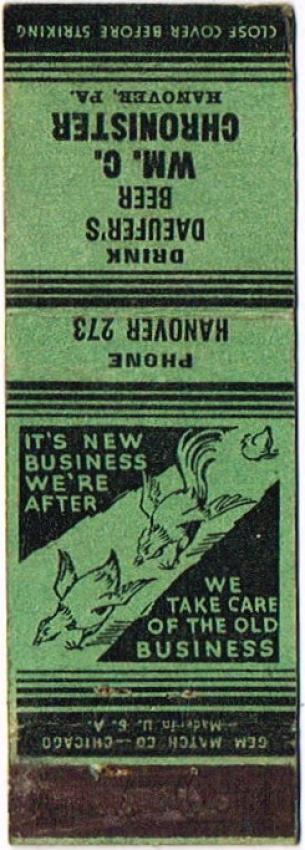 CLOSE COVER BEFORE STRIKING
DRINK
DAEUFER'S
BEER
WM. C.
CHRONISTER
HANOVER, PA.
PHONE
HANOVER 273
IT'S NEW
BUSINESS
WE'RE
AFTER.
WE
TAKE CARE
OF THE OLD
BUSINESS
GEM MATCH CO—CHICAGO
—Made in U. S. A.—